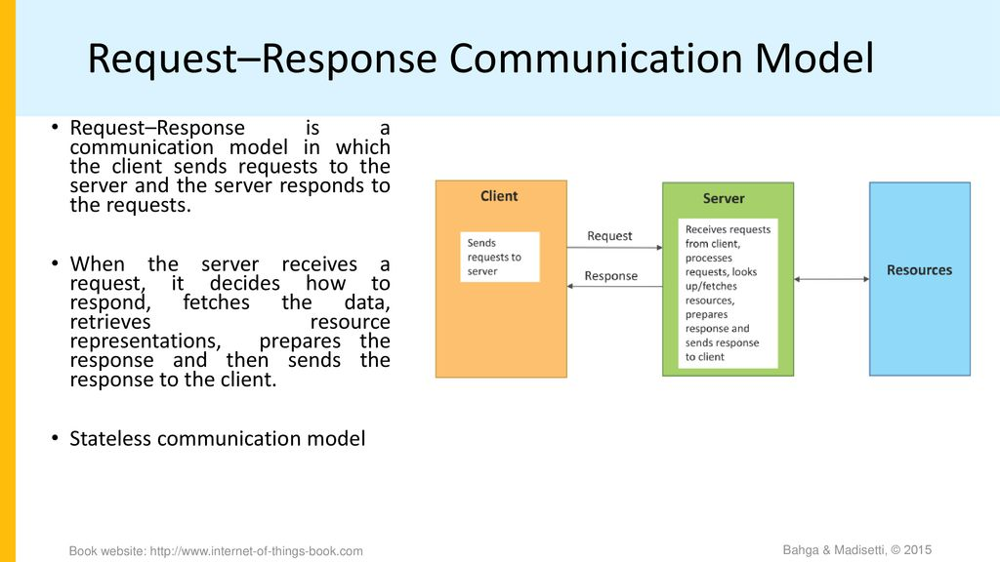 Request–Response Communication Model
• Request–Response is a
communication model in which
the client sends requests to the
server and the server responds to
the requests.
• When the server receives a
request, it decides how to
respond, fetches the data,
retrieves resource
representations, prepares the
response and then sends the
response to the client.
• Stateless communication model
Client
Sends
requests to
server
Request
Response
Server
Receives requests
from client,
processes
requests, looks
up/fetches
resources,
prepares
response and
sends response
to client
Resources
Book website: http://www.internet-of-things-book.com
Bahga & Madisetti, © 2015